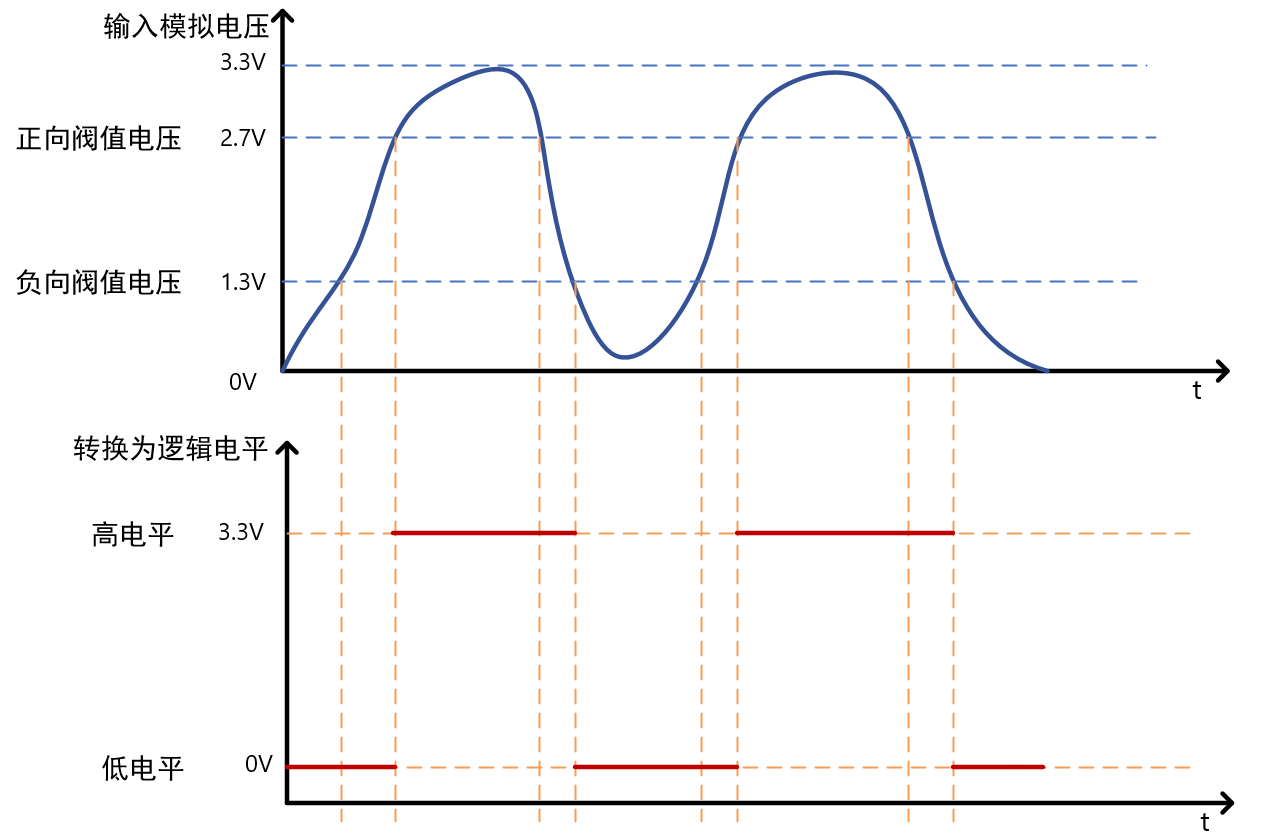 输入模拟电压
3.3V
正向阀值电压 2.7V
负向阀值电压 1.3V
0V
t
转换为逻辑电平
高电平 3.3V
低电平 0V
t